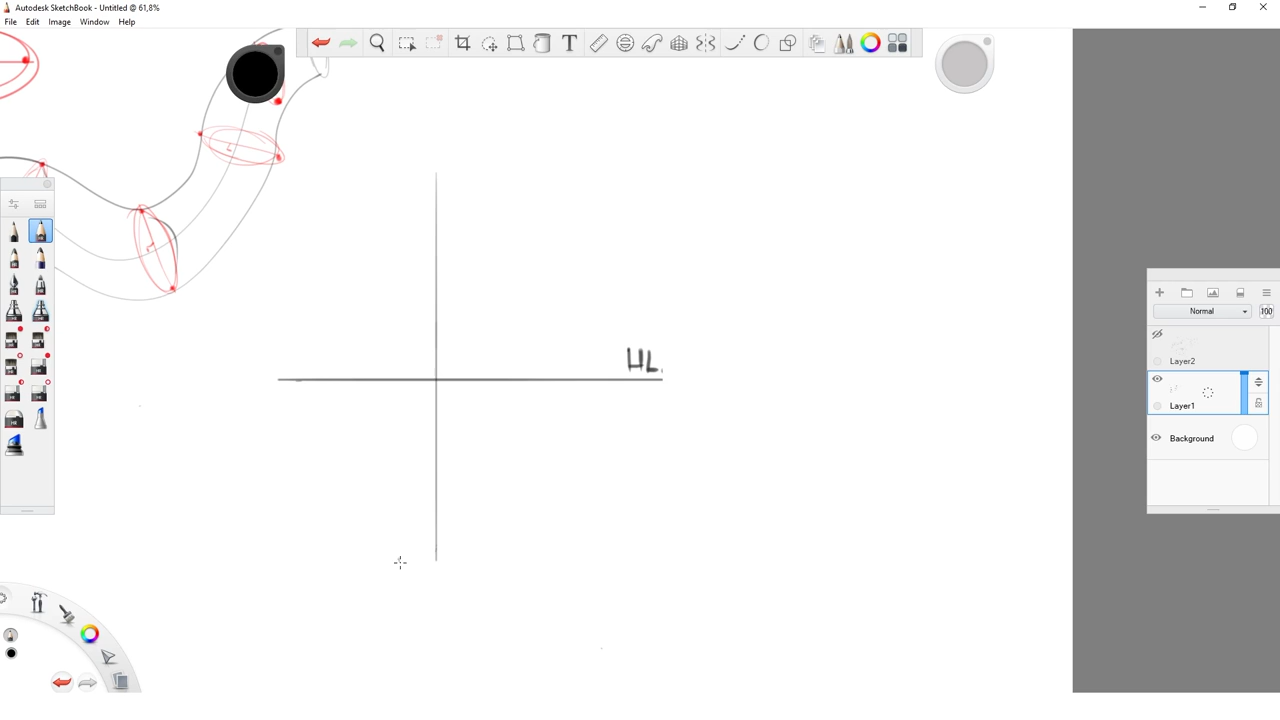 Autodesk SketchBook - Untitled @ 61,8%
File Edit Image Window Help
HL.
Normal
100
Layer2
Layer1
Background